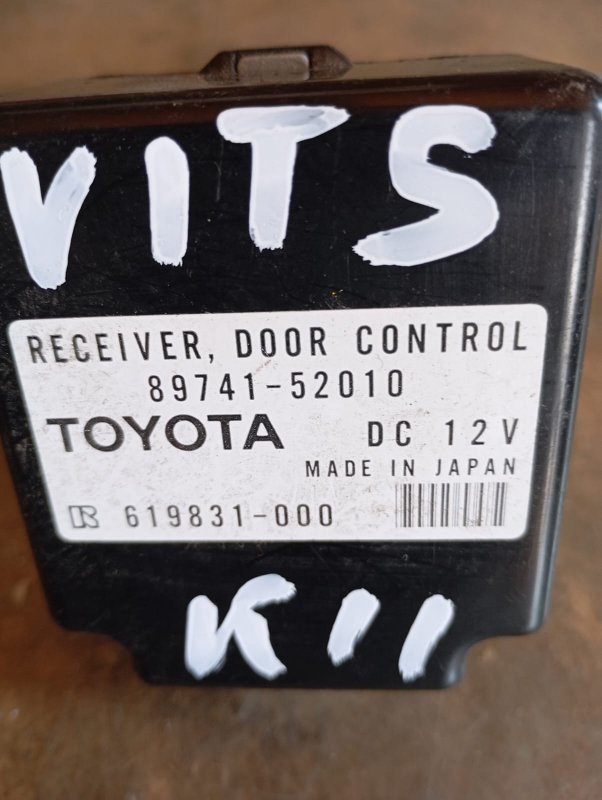 VITS
RECEIVER, DOOR CONTROL
89741-52010
TOYOTA DC 12V
MADE IN JAPAN
R 619831-000
K11